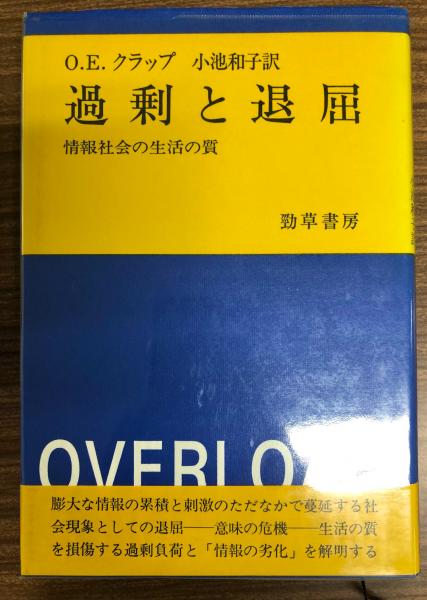 O.E.クラップ 小池和子訳
過剰と退屈
情報社会の生活の質
勁草書房
OVERLOAD
膨大な情報の累積と刺激のただなかで蔓延する社
会現象としての退屈──意味の危機──生活の質
を損傷する過剰負荷と「情報の劣化」を解明する